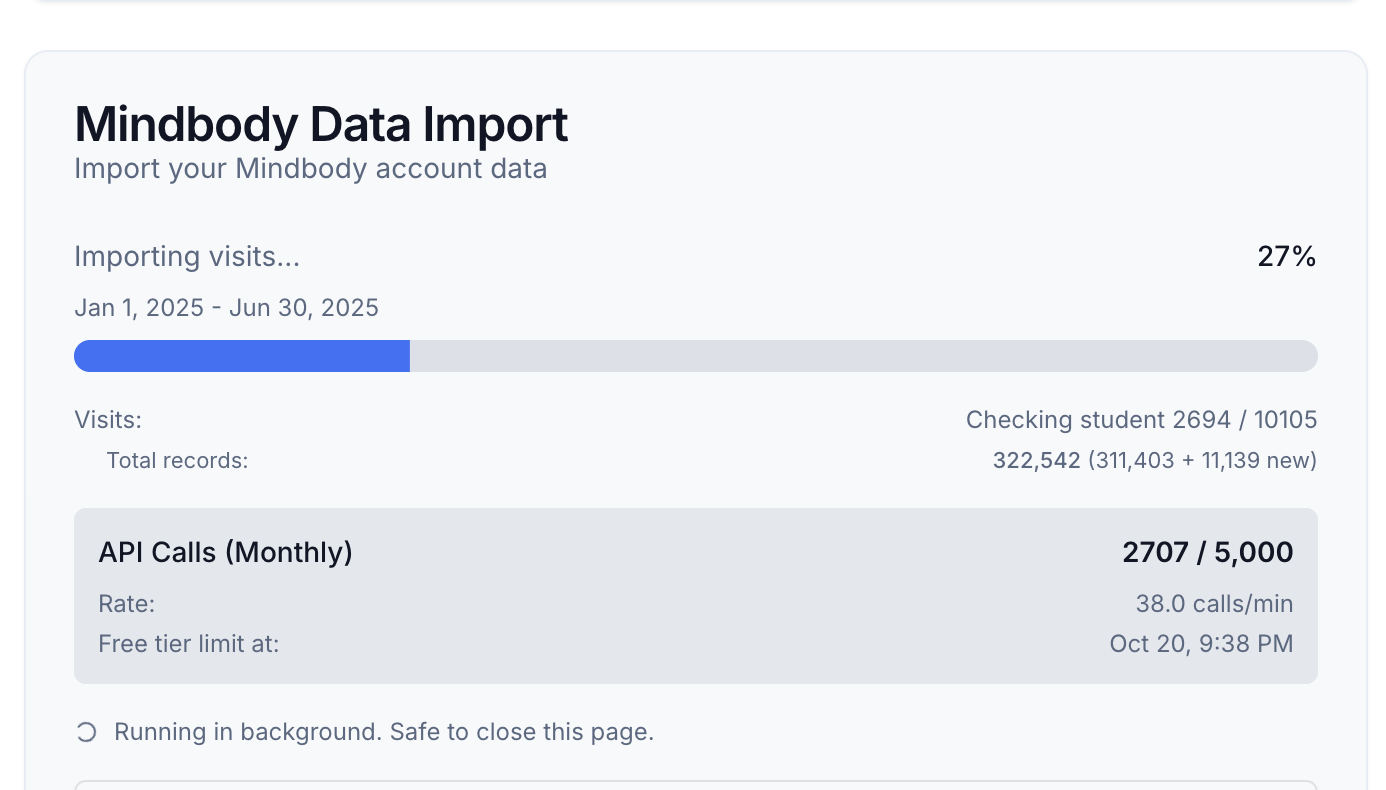 Mindbody Data Import
Import your Mindbody account data
Importing visits... 27%
Jan 1, 2025 - Jun 30, 2025
Visits: Checking student 2694 / 10105
Total records: 322,542 (311,403 + 11,139 new)
API Calls (Monthly) 2707 / 5,000
Rate: 38.0 calls/min
Free tier limit at: Oct 20, 9:38 PM
Running in background. Safe to close this page.